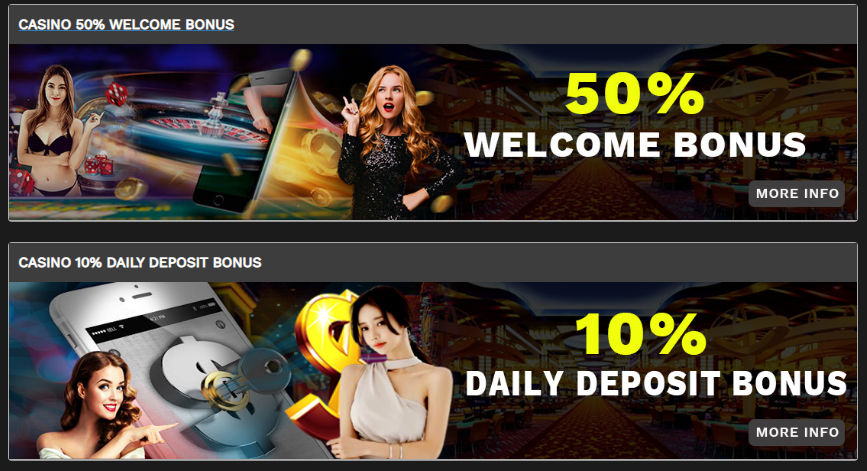 CASINO 50% WELCOME BONUS
50%
WELCOME BONUS
MORE INFO
CASINO 10% DAILY DEPOSIT BONUS
10%
DAILY DEPOSIT BONUS
MORE INFO